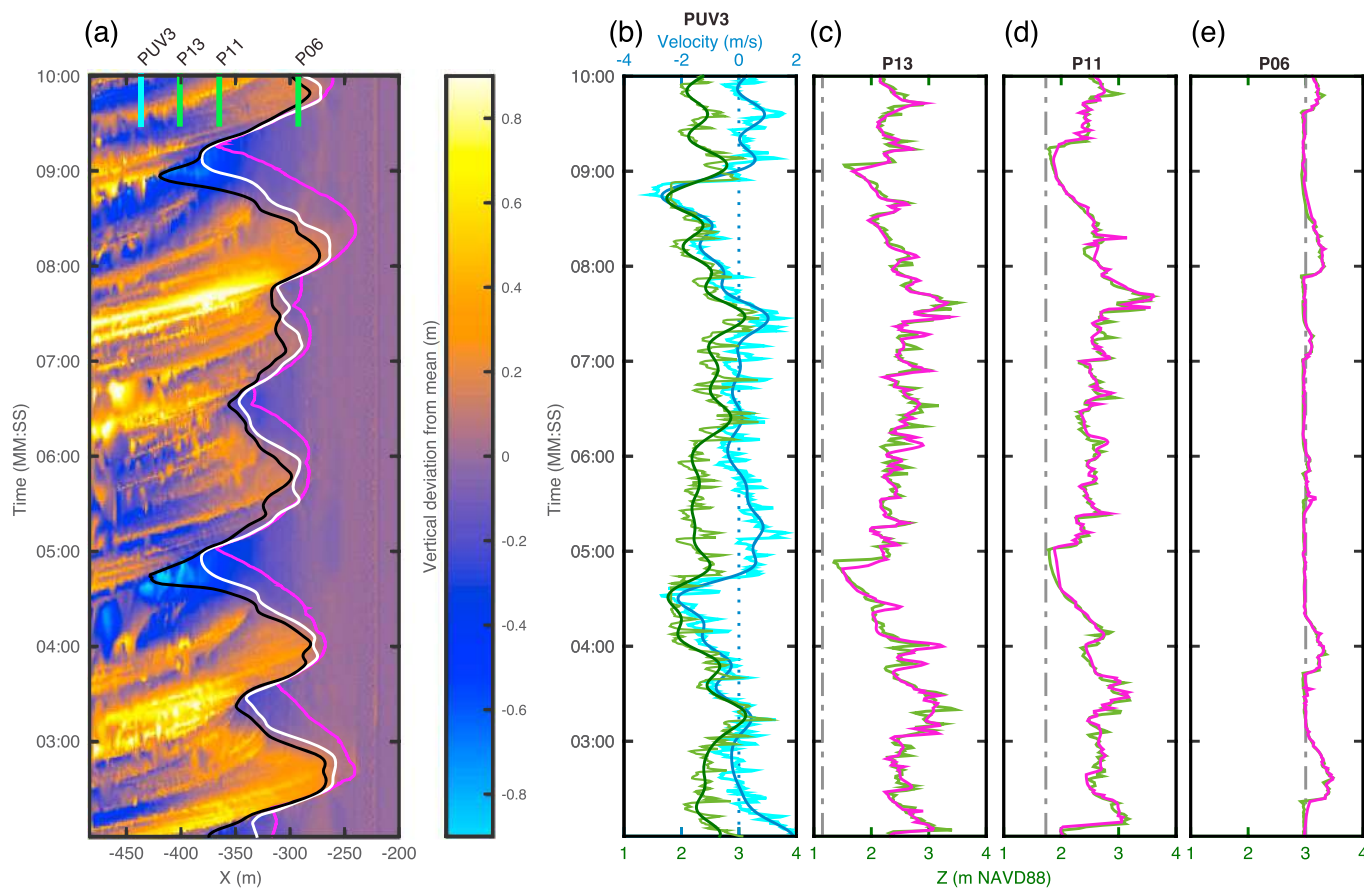 (a)
PUV3
P13
P11
P06
10:00
09:00
08:00
07:00
06:00
05:00
04:00
03:00
Time (MM:SS)
-450 -400 -350 -300 -250 -200
X (m)
0.8
0.6
0.4
0.2
0
-0.2
-0.4
-0.6
-0.8
Vertical deviation from mean (m)
(b)
PUV3
Velocity (m/s)
-4 -2 0 2
10:00
09:00
08:00
07:00
06:00
05:00
04:00
03:00
Time (MM:SS)
1 2 3 4
(c)
P13
1 2 3 4
(d)
P11
1 2 3 4
(e)
P06
1 2 3 4
Z (m NAVD88)